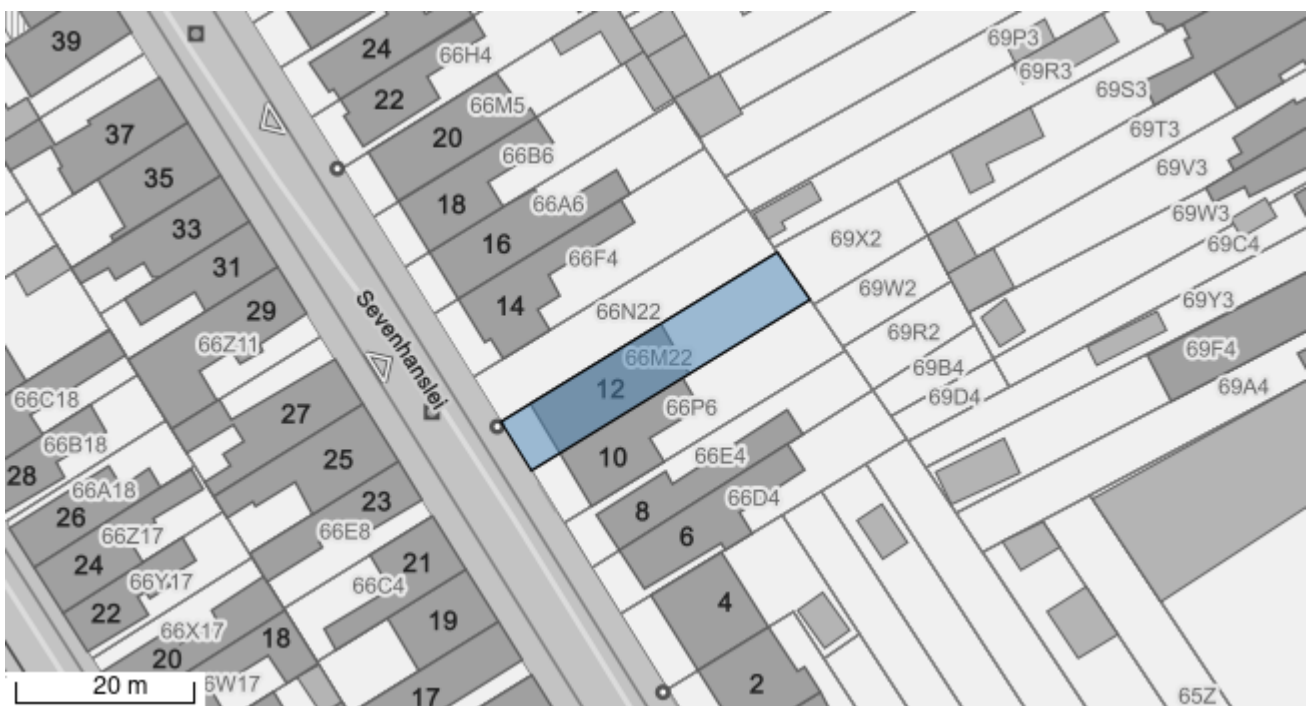 39
24
66H4
22
66M5
37
20
66B6
35
18
66A6
33
16
66F4
31
29
14
66Z11
66N22
Sevenhanslei
66M22
12
66P6
66C18
27
66B18
25
10
66E4
28
66A18
23
8
66D4
26
66Z17
66E8
6
24
66Y17
21
66C4
22
4
66X17
19
18
20
6W17
17
2
69P3
69R3
69S3
69T3
69V3
69W3
69C4
69X2
69W2
69Y3
69R2
69F4
69B4
69A4
69D4
65Z
20 m